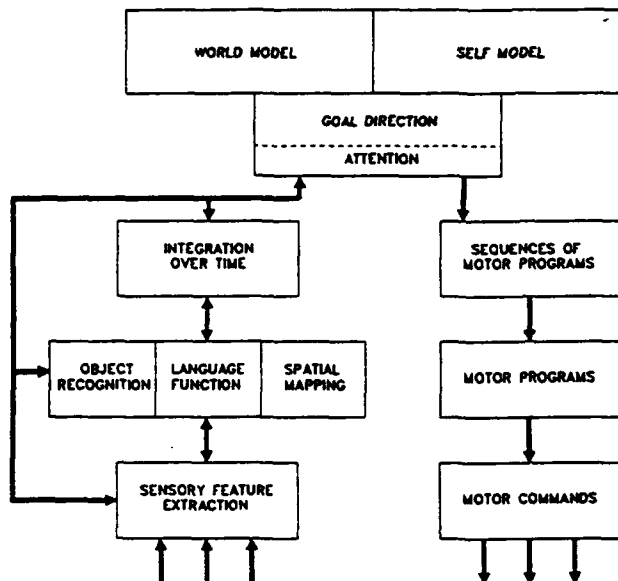 WORLD MODEL
SELF MODEL
GOAL DIRECTION
ATTENTION
INTEGRATION
OVER TIME
SEQUENCES OF
MOTOR PROGRAMS
OBJECT
RECOGNITION
LANGUAGE
FUNCTION
SPATIAL
MAPPING
MOTOR PROGRAMS
SENSORY FEATURE
EXTRACTION
MOTOR COMMANDS